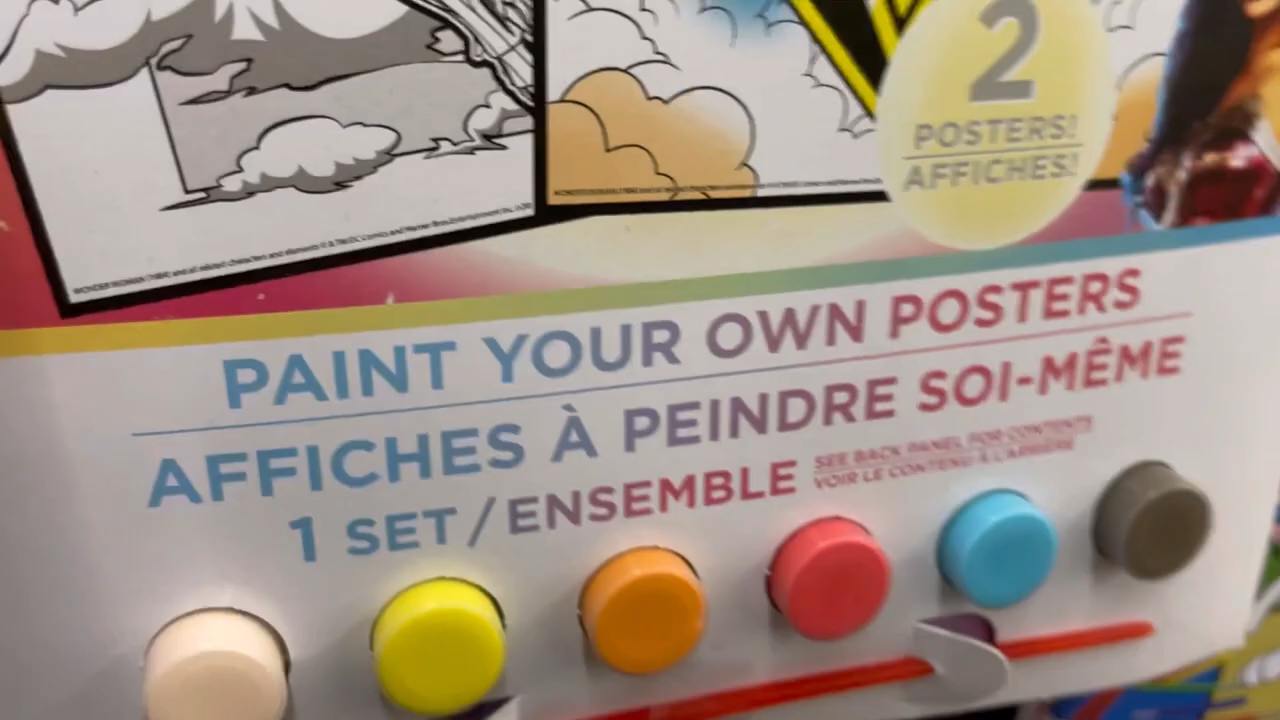 2
POSTERS!
AFFICHES!
PAINT YOUR OWN POSTERS
AFFICHES À PEINDRE SOI-MÊME
1 SET / ENSEMBLE
SEE BACK PANEL FOR CONTENTS
VOIR LE CONTENU À L'ARRIÈRE